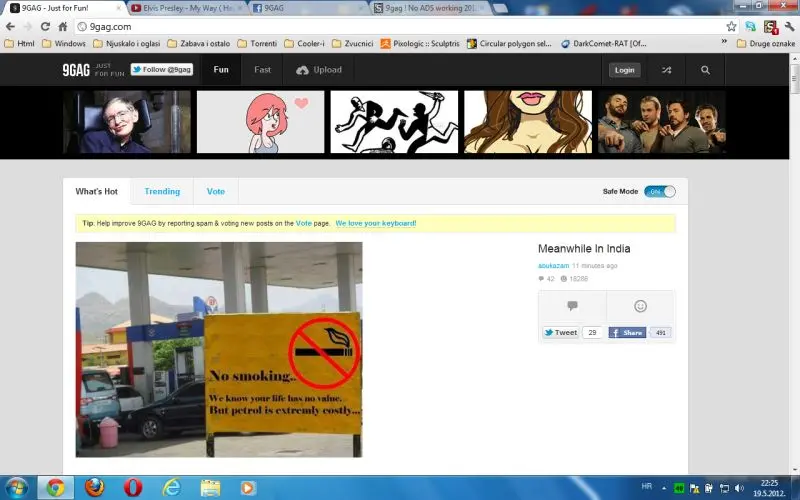 9GAG - Just for Fun!
Elvis Presley - My Way ( H
9GAG
9gag ! No ADS working 201
9gag.com
Html
Windows
Njuskalo i oglasi
Zabava i ostalo
Torrenti
Cooler-i
Zvucnici
Pixologic :: Sculptris
Circular polygon sel...
DarkComet-RAT [Of...
»
Druge oznake
9GAG
JUST
FOR FUN
Follow @9gag
Fun
Fast
Upload
Login
What's Hot
Trending
Vote
Safe Mode
ON
Tip: Help improve 9GAG by reporting spam & voting new posts on the Vote page. We love your keyboard!
No smoking..
We know your life has no value.
But petrol is extremly costly...
Meanwhile In India
abukazam 11 minutes ago
42
Tweet
29
Share
491
HR
22:25
19.5.2012.